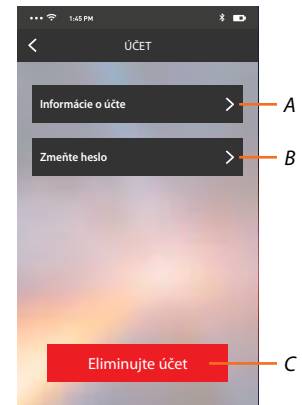 1:45 PM
ÚČET
Informácie o účte
A
Zmeňte heslo
B
Eliminujte účet
C